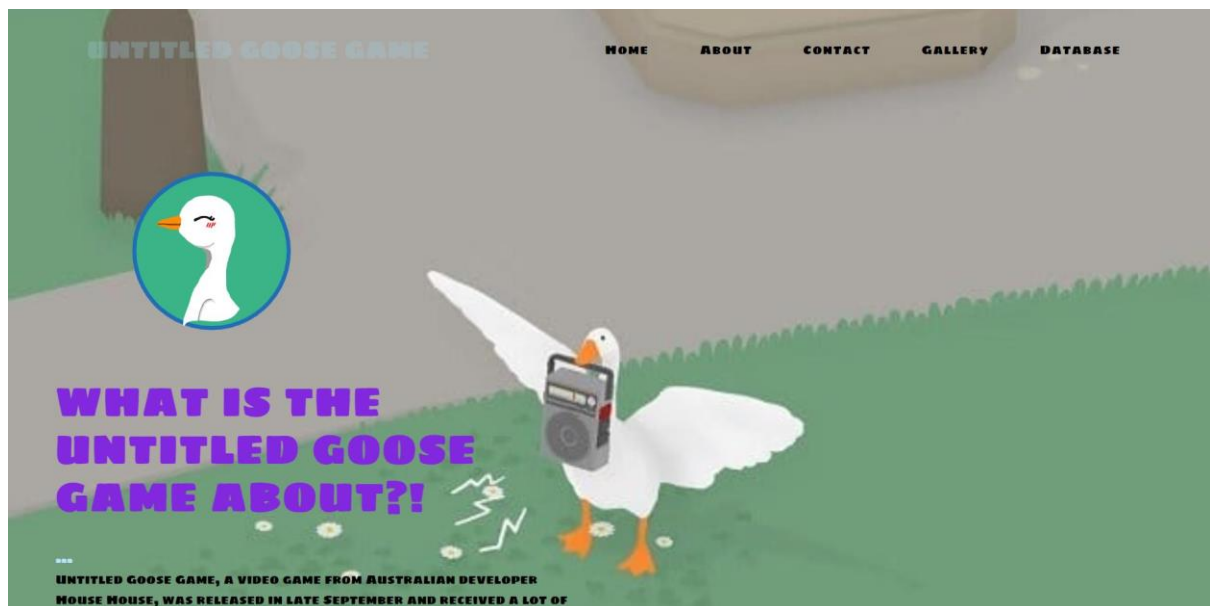 UNTITLED GOOSE GAME
Home About Contact Gallery Database
WHAT IS THE
UNTITLED GOOSE
GAME ABOUT?!
...
Untitled Goose Game, a video game from Australian developer
House House, was released in late September and received a lot of